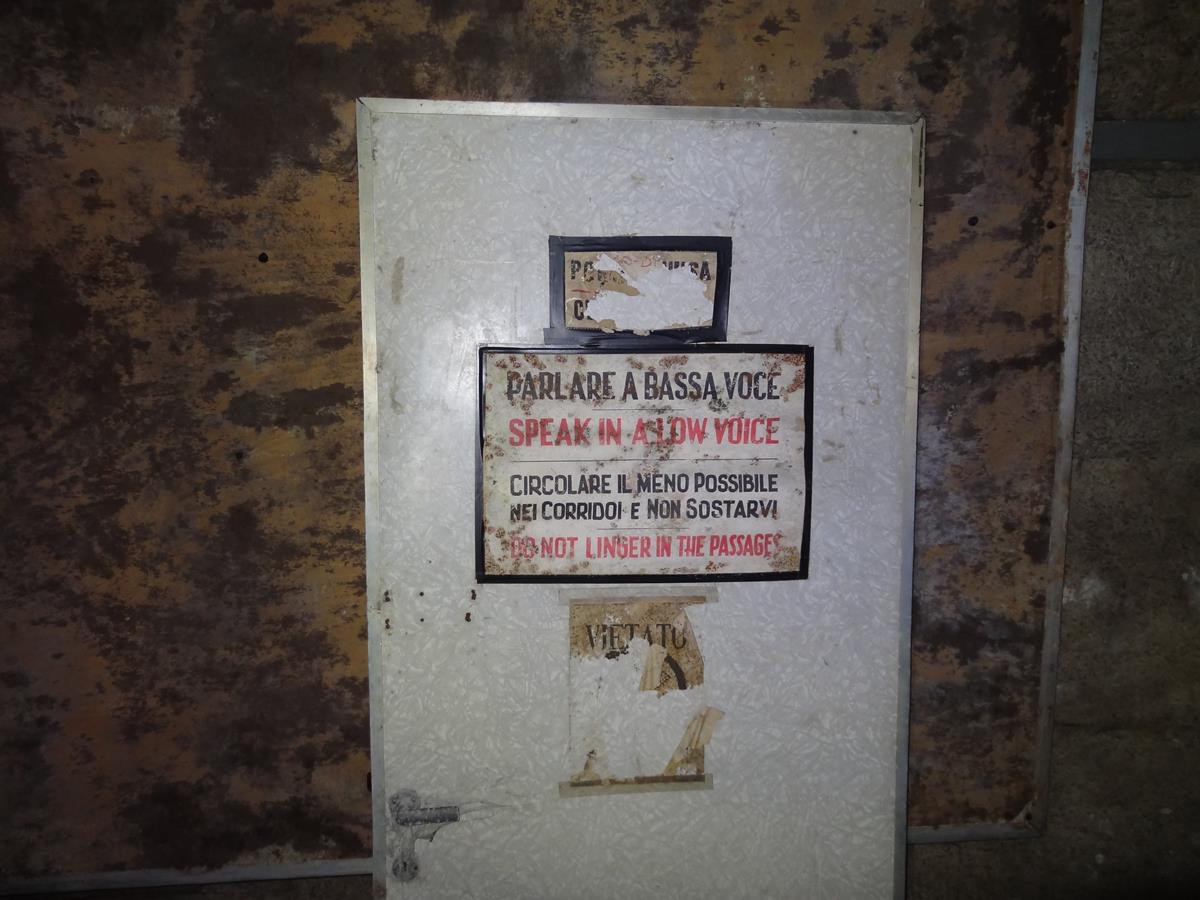 PARLARE A BASSA VOCE
SPEAK IN A LOW VOICE
CIRCOLARE IL MENO POSSIBILE
NEI CORRIDOI E NON SOSTARVI
DO NOT LINGER IN THE PASSAGES
VIETATO